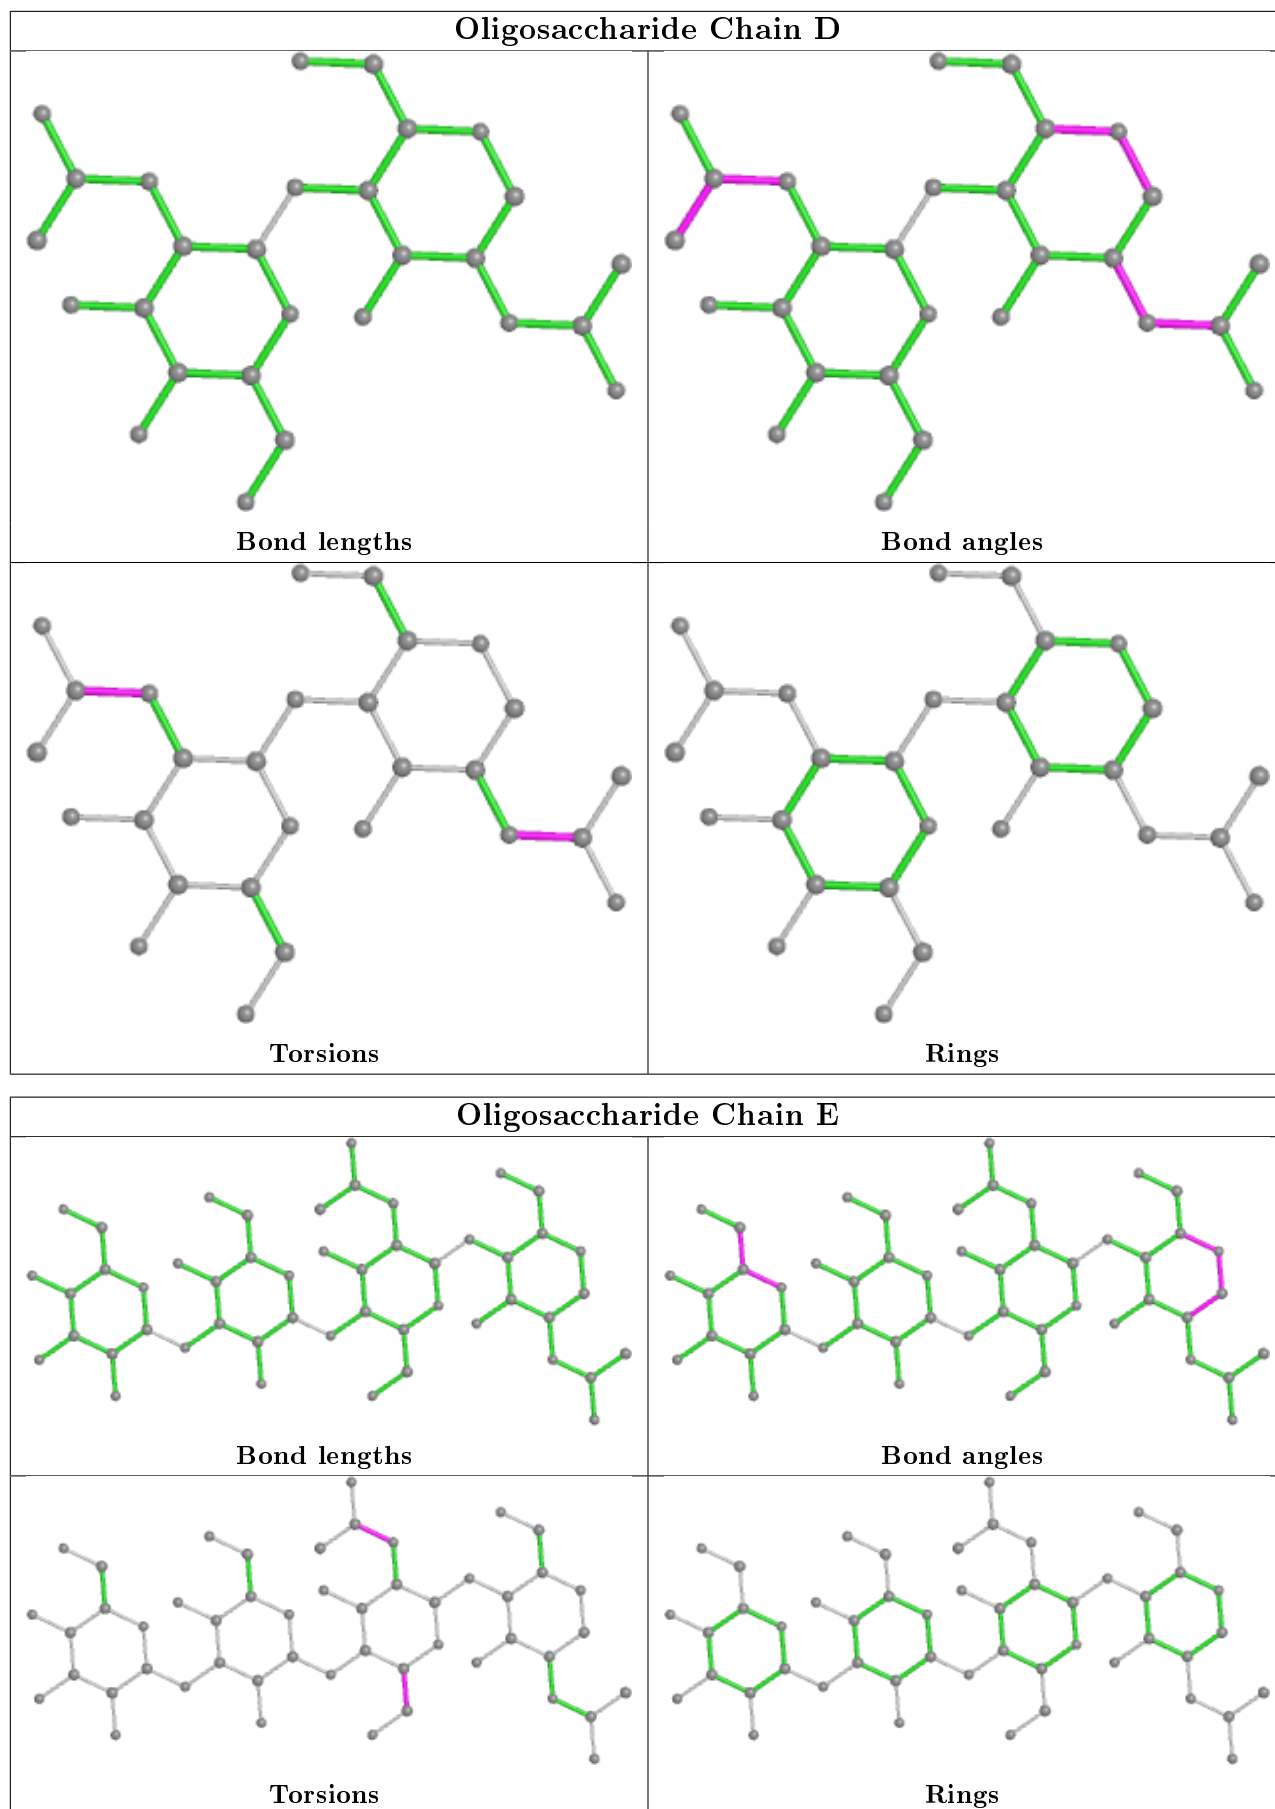 Oligosaccharide Chain D
Bond lengths
Bond angles
Torsions
Rings
Oligosaccharide Chain E
Bond lengths
Bond angles
Torsions
Rings